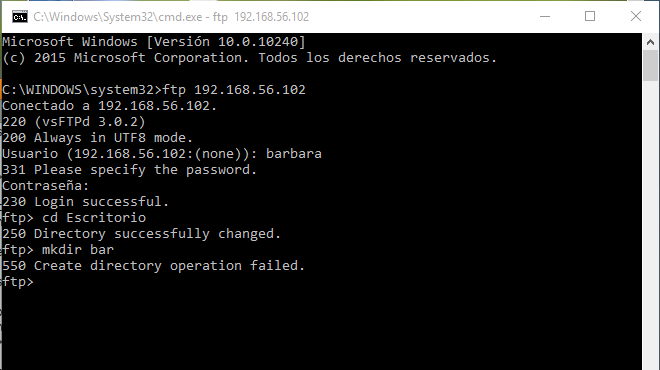 C:\Windows\System32\cmd.exe - ftp  192.168.56.102
Microsoft Windows [Versión 10.0.10240]
(c) 2015 Microsoft Corporation. Todos los derechos reservados.
C:\WINDOWS\system32>ftp 192.168.56.102
Conectado a 192.168.56.102.
220 (vsFTPd 3.0.2)
200 Always in UTF8 mode.
Usuario (192.168.56.102:(none)): barbara
331 Please specify the password.
Contraseña:
230 Login successful.
ftp> cd Escritorio
250 Directory successfully changed.
ftp> mkdir bar
550 Create directory operation failed.
ftp>